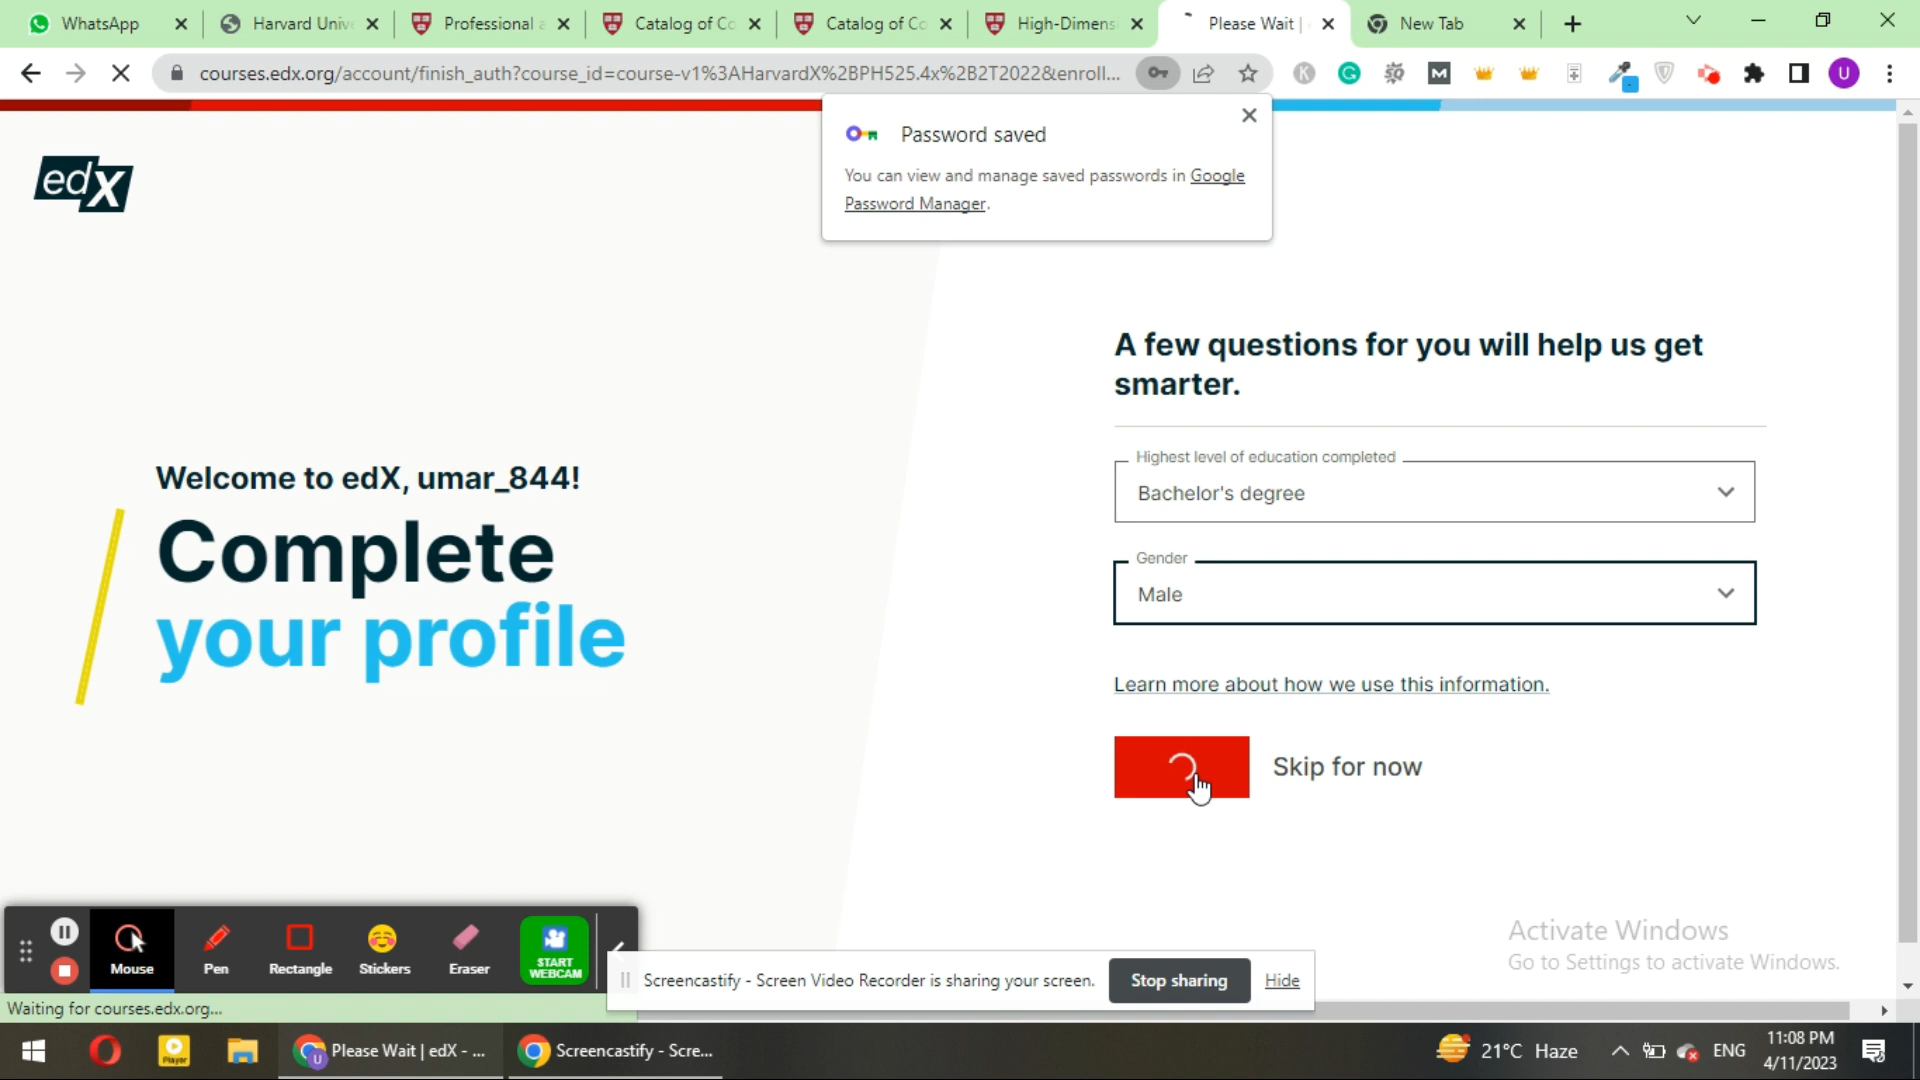 WhatsApp
Harvard Unive
Professional a
Catalog of Co
Catalog of Co
High-Dimens
Please Wait |
New Tab
courses.edx.org/account/finish_auth?course_id=course-v1%3AHarvardX%2BPH525.4x%2B2T2022&enroll...
U
Password saved
You can view and manage saved passwords in Google
Password Manager.
edX
A few questions for you will help us get
smarter.
Highest level of education completed
Bachelor's degree
Welcome to edX, umar_844!
Complete
your profile
Gender
Male
Learn more about how we use this information.
Skip for now
Activate Windows
Go to Settings to activate Windows.
Mouse
Pen
Rectangle
Stickers
Eraser
START
WEBCAM
Screencastify - Screen Video Recorder is sharing your screen.
Stop sharing
Hide
Waiting for courses.edx.org...
Player
Please Wait | edX - ...
Screencastify - Scre...
21°C Haze
ENG
11:08 PM
4/11/2023